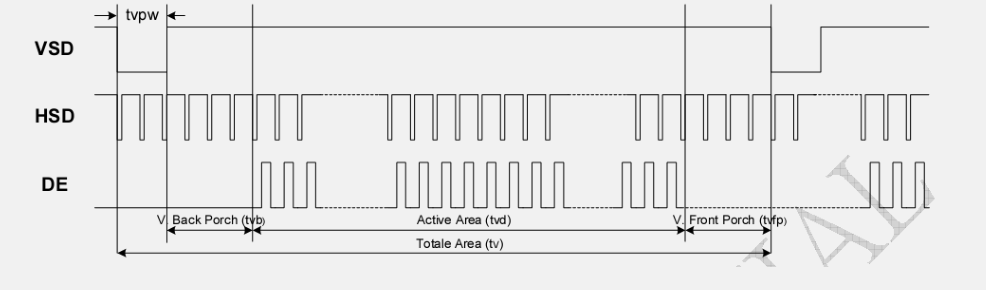 tvpw
VSD
HSD
DE
V. Back Porch (tvb)
Active Area (tvd)
V. Front Porch (tvfp)
Totale Area (tv)